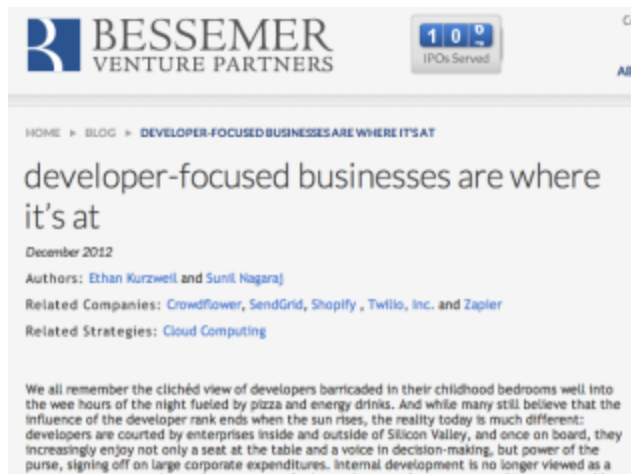 BESSEMER
VENTURE PARTNERS
IPOs Served
HOME ▸ BLOG ▸ DEVELOPER-FOCUSED BUSINESSES ARE WHERE IT'S AT
developer-focused businesses are where
it's at
December 2012
Authors: Ethan Kurzweil and Sunil Nagaraj
Related Companies: Crowdflower, SendGrid, Shopify , Twilio, Inc. and Zapier
Related Strategies: Cloud Computing
We all remember the clichéd view of developers barricaded in their childhood bedrooms well into
the wee hours of the night fueled by pizza and energy drinks. And while many still believe that the
influence of the developer rank ends when the sun rises, the reality today is much different:
developers are courted by enterprises inside and outside of Silicon Valley, and once on board, they
increasingly enjoy not only a seat at the table and a voice in decision-making, but power of the
purse, signing off on large corporate expenditures. Internal development is no longer viewed as a